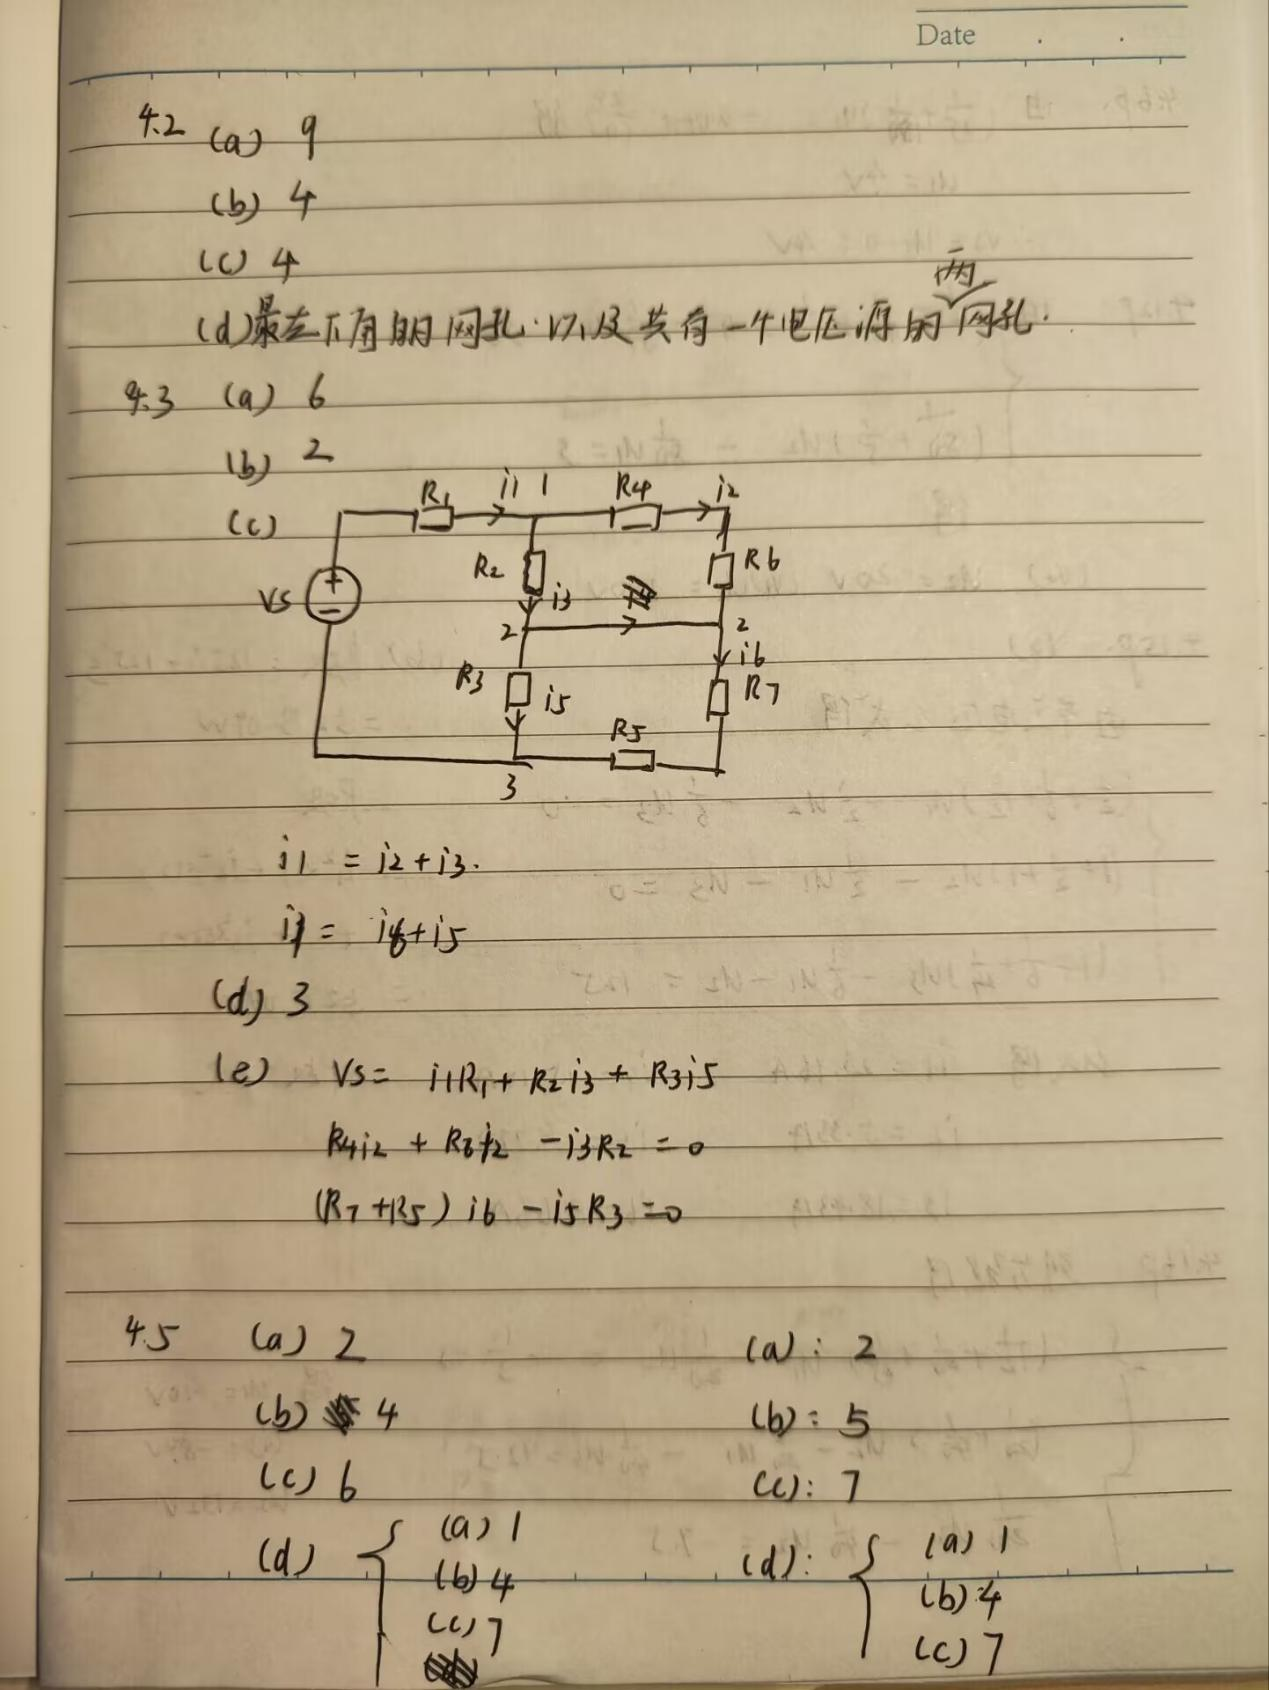 Date . .
4.2 (a) 9
(b) 4
(c) 4
两
(d) 最左下角的网孔.以及共有一个电压源的网孔.
4.3 (a) 6
(b) 2
(c)
R1 i1 1 R4 i2
R2 R6
Vs i3
2 2
i6
R3 i5 R7
R5
3
i1 = i2+i3.
= i6+i5
(d) 3
(e) Vs= i1R1+ R2i3 + R3i5
R4i2 + R6i2 -i3R2 =0
(R7+R5) i6 -i5R3=0
4.5 (a) 2 (a): 2
(b) 4 (b): 5
(c) 6 (c): 7
(d) { (a) 1 (d): { (a) 1
(b) 4 (b) 4
(c) 7 (c) 7